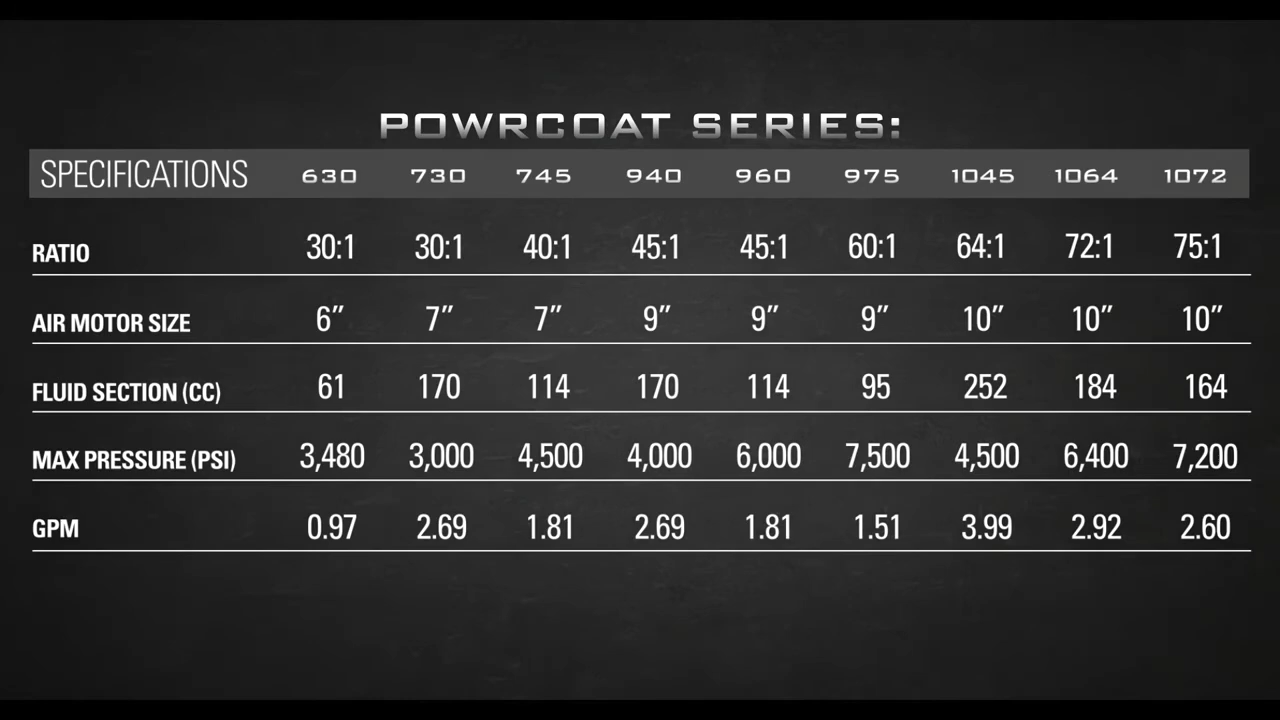 POWRCOAT SERIES:
SPECIFICATIONS 630 730 745 940 960 975 1045 1064 1072
RATIO 30:1 30:1 40:1 45:1 45:1 60:1 64:1 72:1 75:1
AIR MOTOR SIZE 6” 7” 7” 9” 9” 9” 10” 10” 10”
FLUID SECTION (CC) 61 170 114 170 114 95 252 184 164
MAX PRESSURE (PSI) 3,480 3,000 4,500 4,000 6,000 7,500 4,500 6,400 7,200
GPM 0.97 2.69 1.81 2.69 1.81 1.51 3.99 2.92 2.60